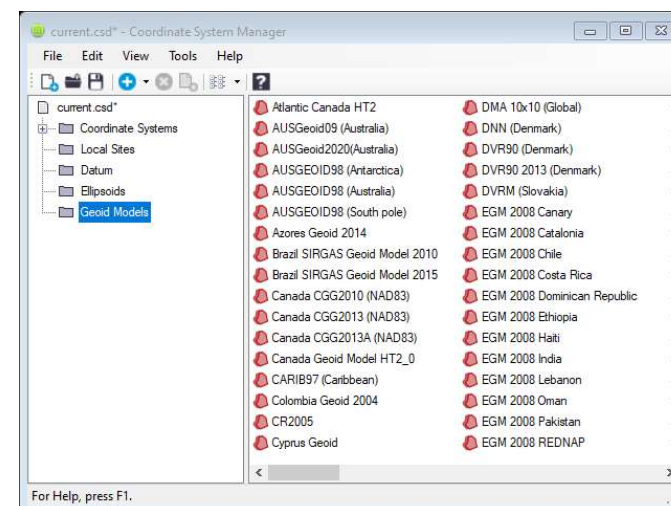 current.csd* - Coordinate System Manager
File Edit View Tools Help
current.csd*
Coordinate Systems
Local Sites
Datum
Ellipsoids
Geoid Models
Atlantic Canada HT2
AUSGeoid09 (Australia)
AUSGeoid2020(Australia)
AUSGEOID98 (Antarctica)
AUSGEOID98 (Australia)
AUSGEOID98 (South pole)
Azores Geoid 2014
Brazil SIRGAS Geoid Model 2010
Brazil SIRGAS Geoid Model 2015
Canada CGG2010 (NAD83)
Canada CGG2013 (NAD83)
Canada CGG2013A (NAD83)
Canada Geoid Model HT2_0
CARIB97 (Caribbean)
Colombia Geoid 2004
CR2005
Cyprus Geoid
DMA 10x10 (Global)
DNN (Denmark)
DVR90 (Denmark)
DVR90 2013 (Denmark)
DVRM (Slovakia)
EGM 2008 Canary
EGM 2008 Catalonia
EGM 2008 Chile
EGM 2008 Costa Rica
EGM 2008 Dominican Republic
EGM 2008 Ethiopia
EGM 2008 Haiti
EGM 2008 India
EGM 2008 Lebanon
EGM 2008 Oman
EGM 2008 Pakistan
EGM 2008 REDNAP
For Help, press F1.